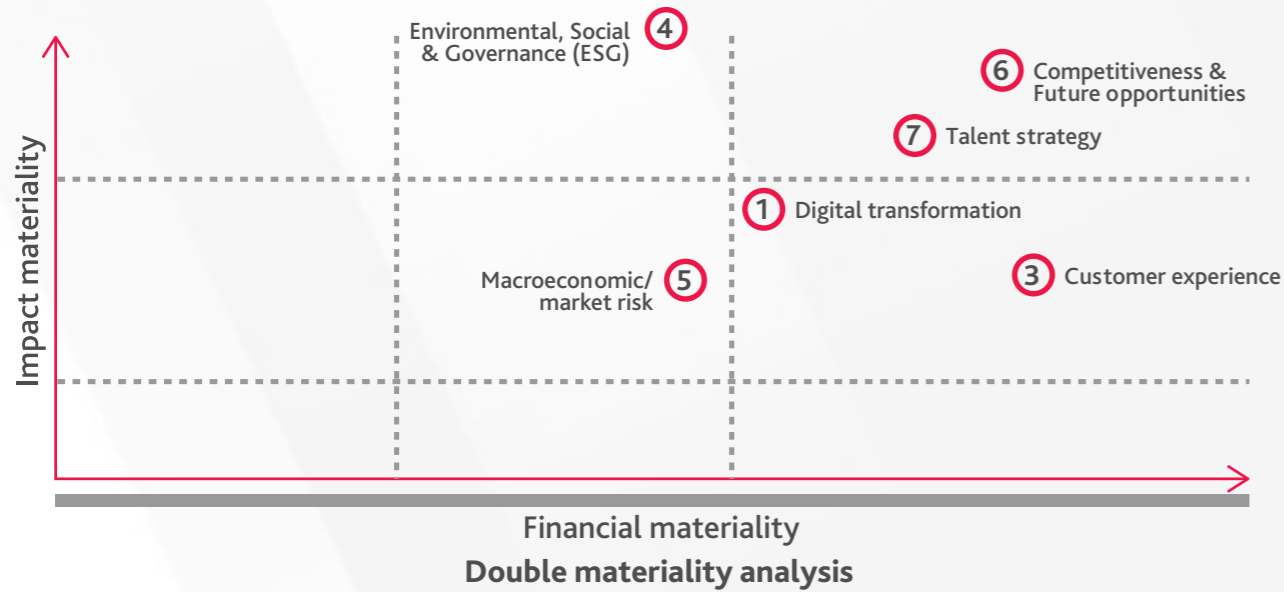 Environmental, Social
& Governance (ESG)
4
6
Competitiveness &
Future opportunities
7
Talent strategy
1
Digital transformation
Macroeconomic/
market risk
5
3
Customer experience
Impact materiality
Financial materiality
Double materiality analysis